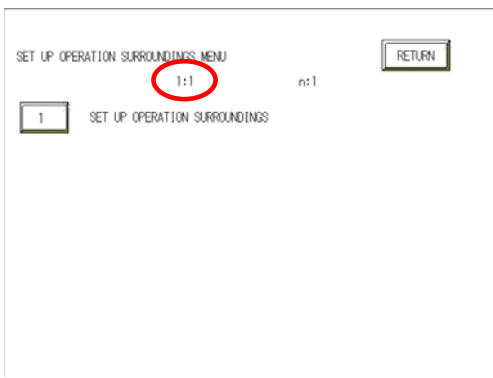 SET UP OPERATION SURROUNDINGS MENU
RETURN
1:1 n:1
1 SET UP OPERATION SURROUNDINGS